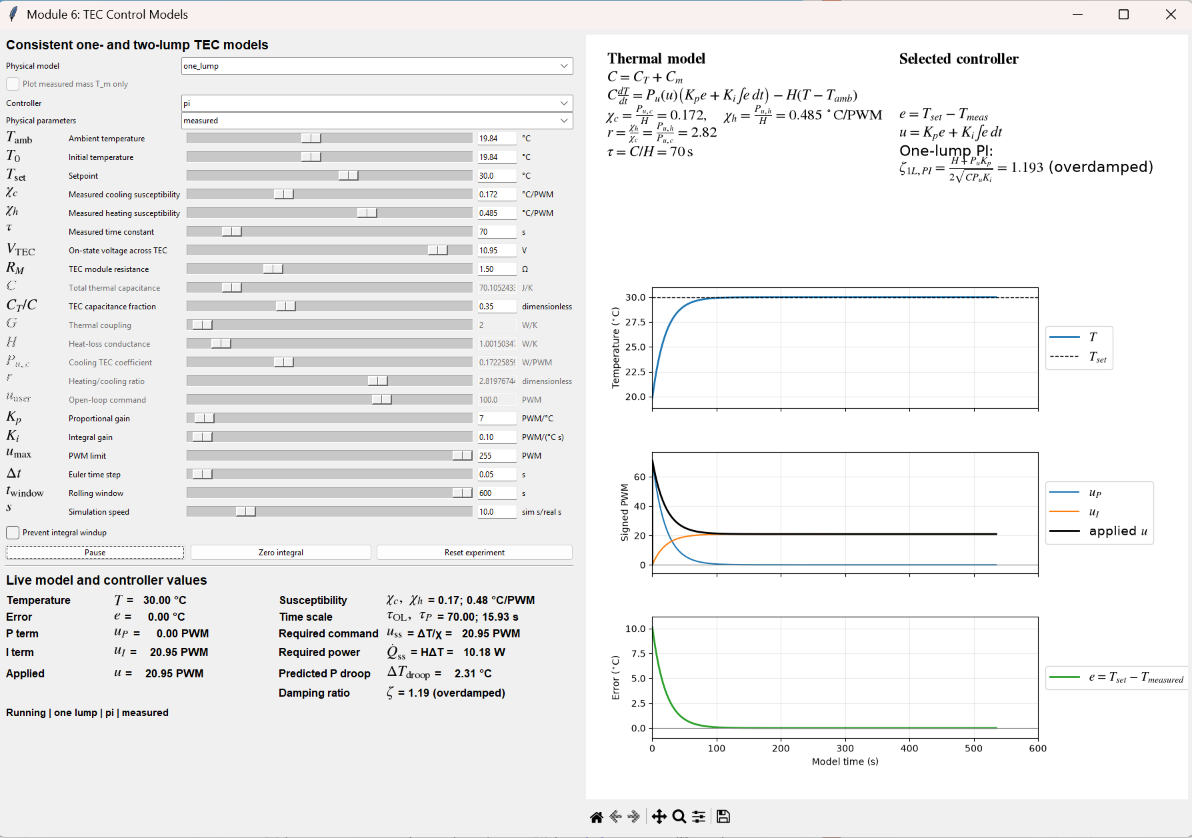 Module 6: TEC Control Models
Consistent one- and two-lump TEC models
Physical model one_lump
Plot measured mass T_m only
Controller pi
Physical parameters measured
T_amb Ambient temperature 19.84 °C
T_0 Initial temperature 19.84 °C
T_set Setpoint 30.0 °C
χ_c Measured cooling susceptibility 0.172 °C/PWM
χ_h Measured heating susceptibility 0.485 °C/PWM
τ Measured time constant 70 s
V_TEC On-state voltage across TEC 10.95 V
R_M TEC module resistance 1.50 Ω
C Total thermal capacitance 70.1052433 J/K
C_T/C TEC capacitance fraction 0.35 dimensionless
G Thermal coupling 2 W/K
H Heat-loss conductance 1.00150347 W/K
P_u,c Cooling TEC coefficient 0.17225859 W/PWM
r Heating/cooling ratio 2.81976744 dimensionless
u_user Open-loop command 100.0 PWM
K_p Proportional gain 7 PWM/°C
K_i Integral gain 0.10 PWM/(°C s)
u_max PWM limit 255 PWM
Δt Euler time step 0.05 s
t_window Rolling window 600 s
s Simulation speed 10.0 sim s/real s
Prevent integral windup
Pause Zero integral Reset experiment
Live model and controller values
Temperature T = 30.00 °C Susceptibility χ_c, χ_h = 0.17; 0.48 °C/PWM
Error e = 0.00 °C Time scale τ_OL, τ_P = 70.00; 15.93 s
P term u_P = 0.00 PWM Required command u_ss = ΔT/χ = 20.95 PWM
I term u_I = 20.95 PWM Required power Q̇_ss = HΔT = 10.18 W
Applied u = 20.95 PWM Predicted P droop ΔT_droop = 2.31 °C
Damping ratio ζ = 1.19 (overdamped)
Running | one lump | pi | measured
Thermal model
C = C_T + C_m
C dT/dt = P_u(u)(K_p e + K_i ∫e dt) − H(T − T_amb)
χ_c = P_u,c/H = 0.172, χ_h = P_u,h/H = 0.485 °C/PWM
r = χ_h/χ_c = P_u,h/P_u,c = 2.82
τ = C/H = 70 s
Selected controller
e = T_set − T_meas
u = K_p e + K_i ∫e dt
One-lump PI:
ζ_1L,PI = (H + P_u K_p)/(2√(C P_u K_i)) = 1.193 (overdamped)
Temperature (°C)
30.0
27.5
25.0
22.5
20.0
T
T_set
Signed PWM
60
40
20
0
u_P
u_I
applied u
Error (°C)
10.0
7.5
5.0
2.5
0.0
e = T_set − T_measured
0 100 200 300 400 500 600
Model time (s)